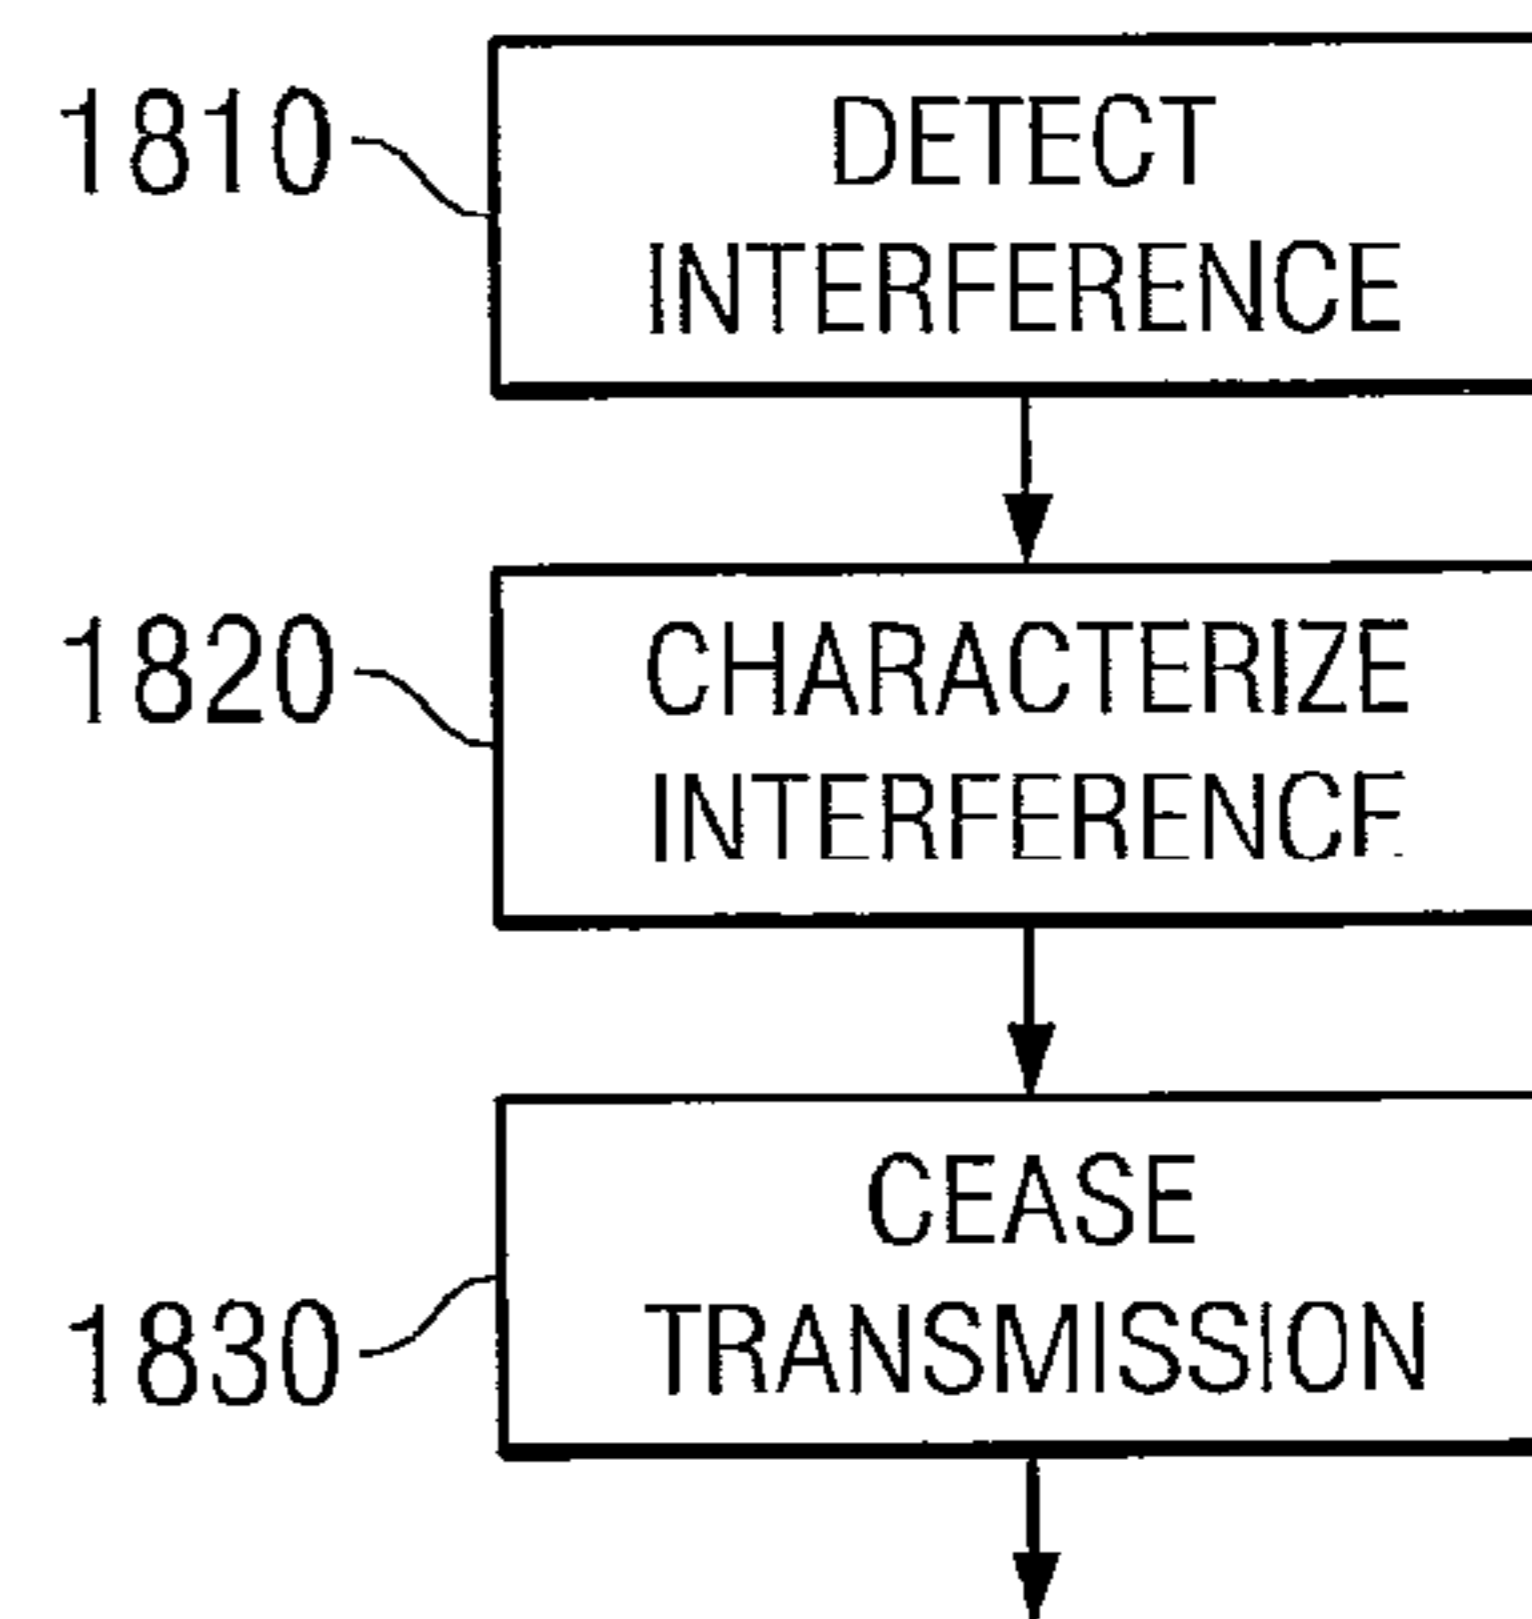 1810
DETECT
INTERFERENCE
1820
CHARACTERIZE
INTERFERENCE
CEASE
1830
TRANSMISSION